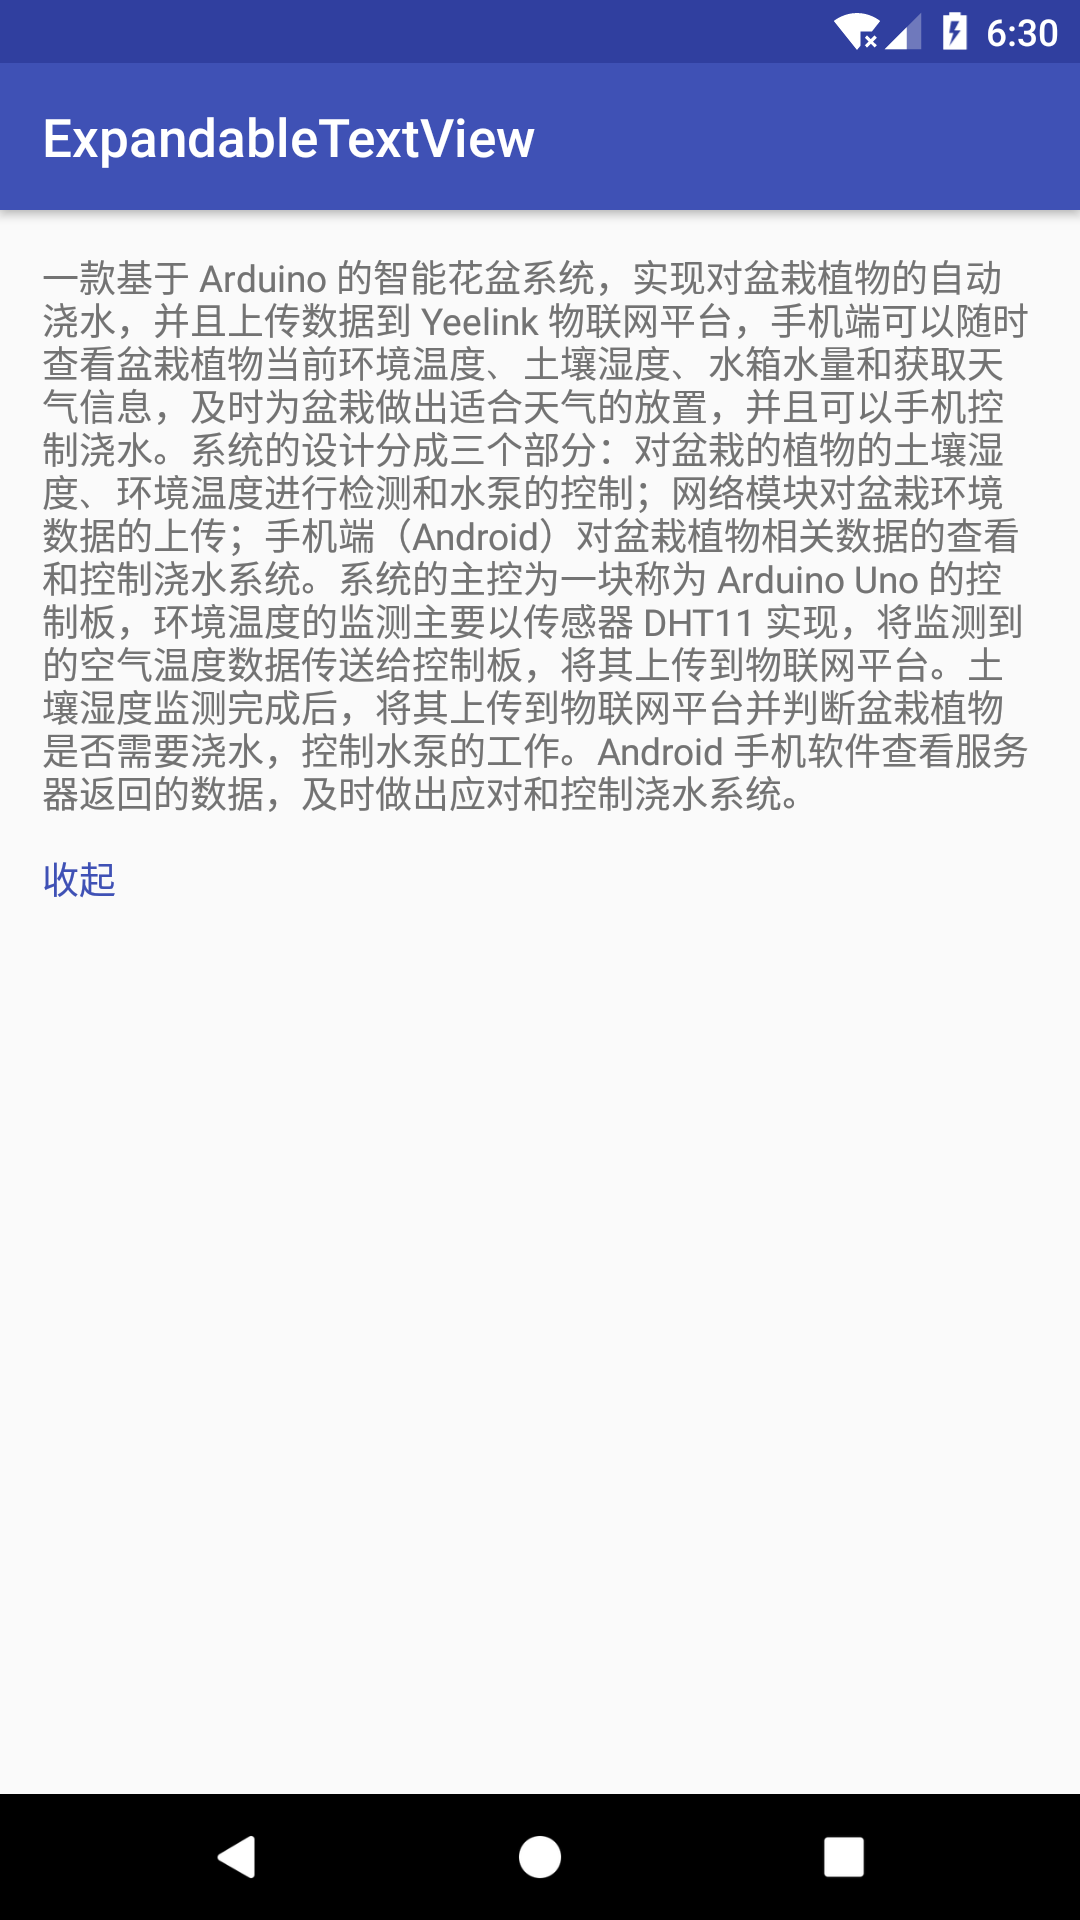 6:30
ExpandableTextView
一款基于 Arduino 的智能花盆系统，实现对盆栽植物的自动
浇水，并且上传数据到 Yeelink 物联网平台，手机端可以随时
查看盆栽植物当前环境温度、土壤湿度、水箱水量和获取天
气信息，及时为盆栽做出适合天气的放置，并且可以手机控
制浇水。系统的设计分成三个部分：对盆栽的植物的土壤湿
度、环境温度进行检测和水泵的控制；网络模块对盆栽环境
数据的上传；手机端（Android）对盆栽植物相关数据的查看
和控制浇水系统。系统的主控为一块称为 Arduino Uno 的控
制板，环境温度的监测主要以传感器 DHT11 实现，将监测到
的空气温度数据传送给控制板，将其上传到物联网平台。土
壤湿度监测完成后，将其上传到物联网平台并判断盆栽植物
是否需要浇水，控制水泵的工作。Android 手机软件查看服务
器返回的数据，及时做出应对和控制浇水系统。
收起